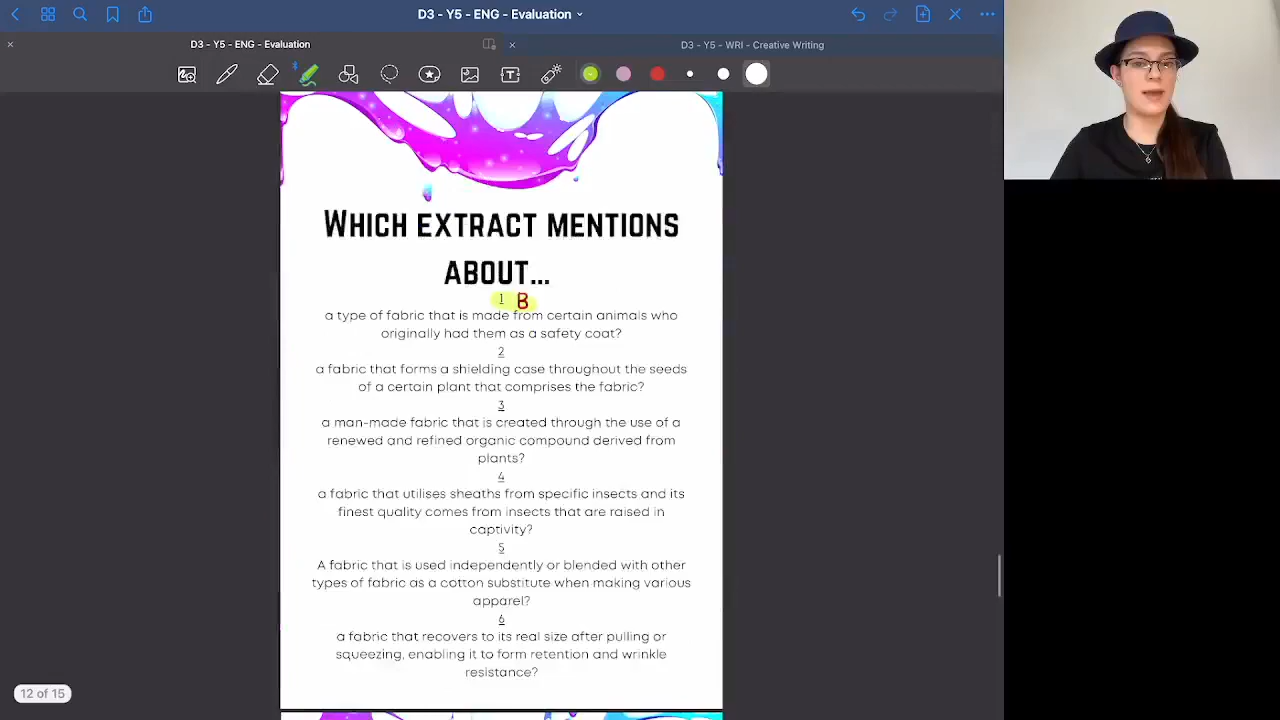 D3 - Y5 - ENG - Evaluation
D3 - Y5 - ENG - Evaluation
D3 - Y5 - WRI - Creative Writing
WHICH EXTRACT MENTIONS
ABOUT...
1 B
a type of fabric that is made from certain animals who
originally had them as a safety coat?
2
a fabric that forms a shielding case throughout the seeds
of a certain plant that comprises the fabric?
3
a man-made fabric that is created through the use of a
renewed and refined organic compound derived from
plants?
4
a fabric that utilises sheaths from specific insects and its
finest quality comes from insects that are raised in
captivity?
5
A fabric that is used independently or blended with other
types of fabric as a cotton substitute when making various
apparel?
6
a fabric that recovers to its real size after pulling or
squeezing, enabling it to form retention and wrinkle
resistance?
12 of 15